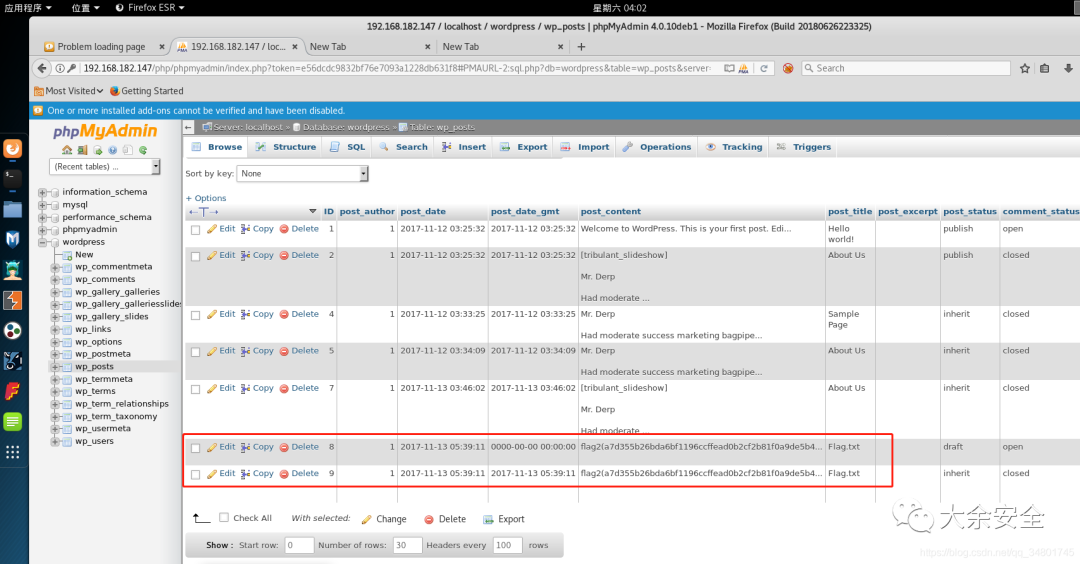 应用程序 ▾ 位置 ▾ Firefox ESR ▾ 星期六 04:02
192.168.182.147 / localhost / wordpress / wp_posts | phpMyAdmin 4.0.10deb1 - Mozilla Firefox (Build 20180626223325)
Problem loading page × 192.168.182.147 / loc... × New Tab × New Tab × +
192.168.182.147/php/phpmyadmin/index.php?token=e56dcdc9832bf76e7093a1228db631f8#PMAURL-2:sql.php?db=wordpress&table=wp_posts&server= Search
Most Visited Getting Started
One or more installed add-ons cannot be verified and have been disabled.
phpMyAdmin
(Recent tables) ...
information_schema
mysql
performance_schema
phpmyadmin
wordpress
New
wp_commentmeta
wp_comments
wp_gallery_galleries
wp_gallery_galleriesslides
wp_gallery_slides
wp_links
wp_options
wp_postmeta
wp_posts
wp_termmeta
wp_terms
wp_term_relationships
wp_term_taxonomy
wp_usermeta
wp_users
Server: localhost » Database: wordpress » Table: wp_posts
Browse Structure SQL Search Insert Export Import Operations Tracking Triggers
Sort by key: None
+ Options
←T→ ID post_author post_date post_date_gmt post_content post_title post_excerpt post_status comment_status
Edit Copy Delete 1 1 2017-11-12 03:25:32 2017-11-12 03:25:32 Welcome to WordPress. This is your first post. Edi... Hello publish open
world!
Edit Copy Delete 2 1 2017-11-12 03:25:32 2017-11-12 03:25:32 [tribulant_slideshow] About Us publish closed
Mr. Derp
Had moderate ...
Edit Copy Delete 4 1 2017-11-12 03:33:25 2017-11-12 03:33:25 Mr. Derp Sample inherit closed
Page
Had moderate success marketing bagpipe...
Edit Copy Delete 5 1 2017-11-12 03:34:09 2017-11-12 03:34:09 Mr. Derp About Us inherit closed
Had moderate success marketing bagpipe...
Edit Copy Delete 7 1 2017-11-13 03:46:02 2017-11-13 03:46:02 [tribulant_slideshow] About Us inherit closed
Mr. Derp
Had moderate ...
Edit Copy Delete 8 1 2017-11-13 05:39:11 0000-00-00 00:00:00 flag2(a7d355b26bda6bf1196ccffead0b2cf2b81f0a9de5b4... Flag.txt draft open
Edit Copy Delete 9 1 2017-11-13 05:39:11 2017-11-13 05:39:11 flag2(a7d355b26bda6bf1196ccffead0b2cf2b81f0a9de5b4... Flag.txt inherit closed
Check All With selected: Change Delete Export
Show : Start row: 0 Number of rows: 30 Headers every 100 rows
大余安全
https://blog.csdn.net/qq_34801745